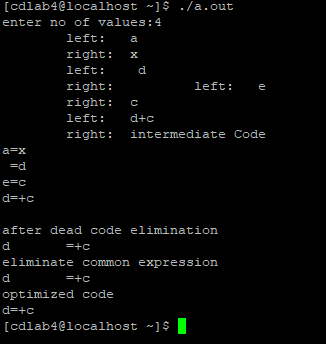 [cdlab4@localhost ~]$ ./a.out
enter no of values:4
        left:   a
        right:  x
        left:    d
        right:          left:   e
        right:  c
        left:   d+c
        right:  intermediate Code
a=x
 =d
e=c
d=+c

after dead code elimination
d       =+c
eliminate common expression
d       =+c
optimized code
d=+c
[cdlab4@localhost ~]$